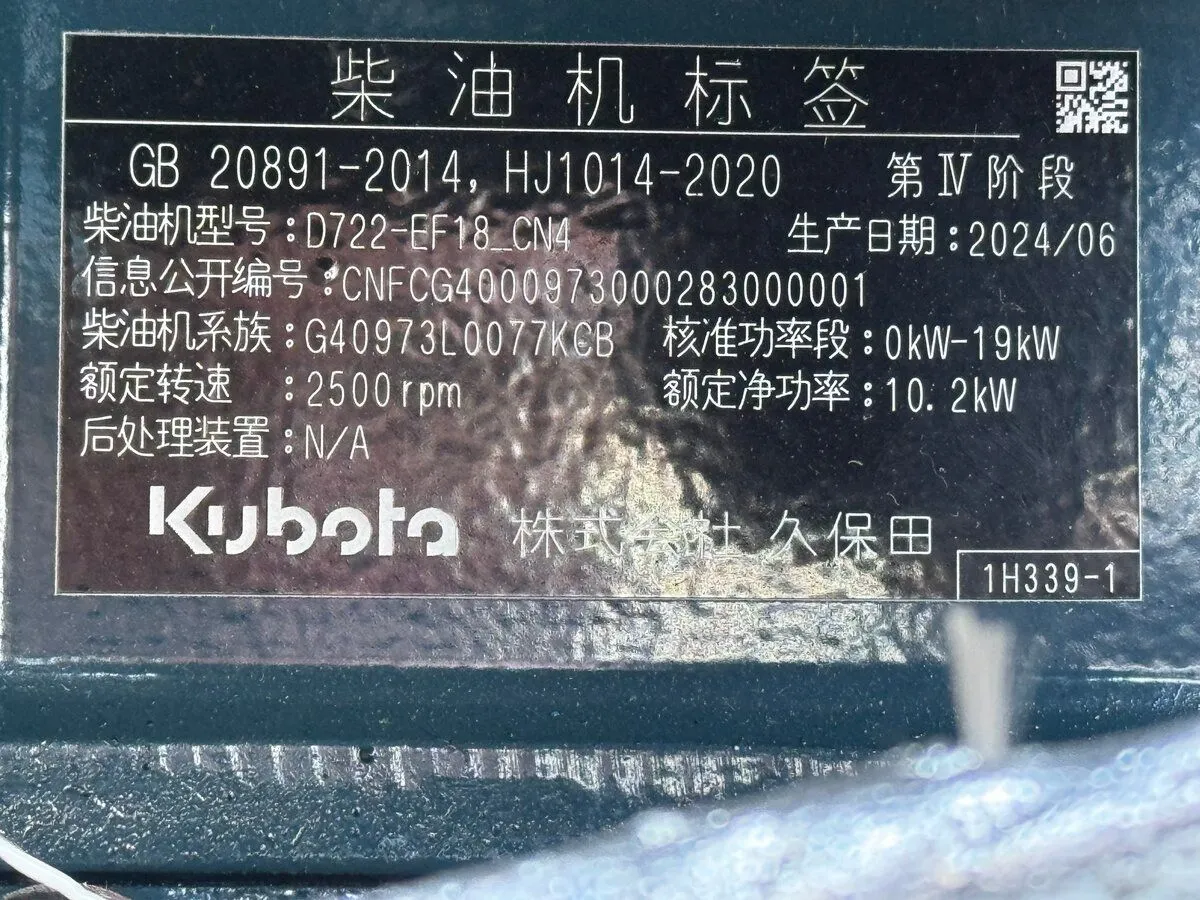 柴油机标签
GB 20891-2014, HJ1014-2020 第Ⅳ阶段
柴油机型号:D722-EF18_CN4 生产日期:2024/06
信息公开编号:CNFCG4000973000283000001
柴油机系族:G40973L0077KCB 核准功率段:0kW-19kW
额定转速 :2500rpm 额定净功率:10.2kW
后处理装置:N/A
Kubota 株式会社 久保田
1H339-1